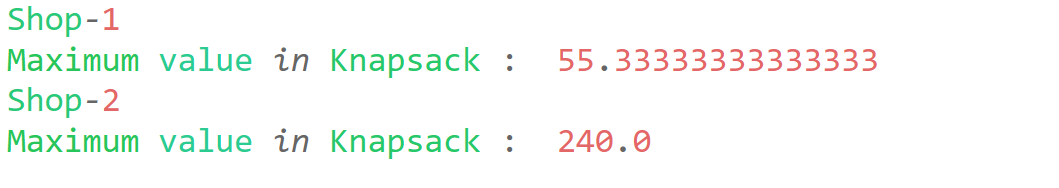 Shop-1
Maximum value in Knapsack :  55.33333333333333
Shop-2
Maximum value in Knapsack :  240.0